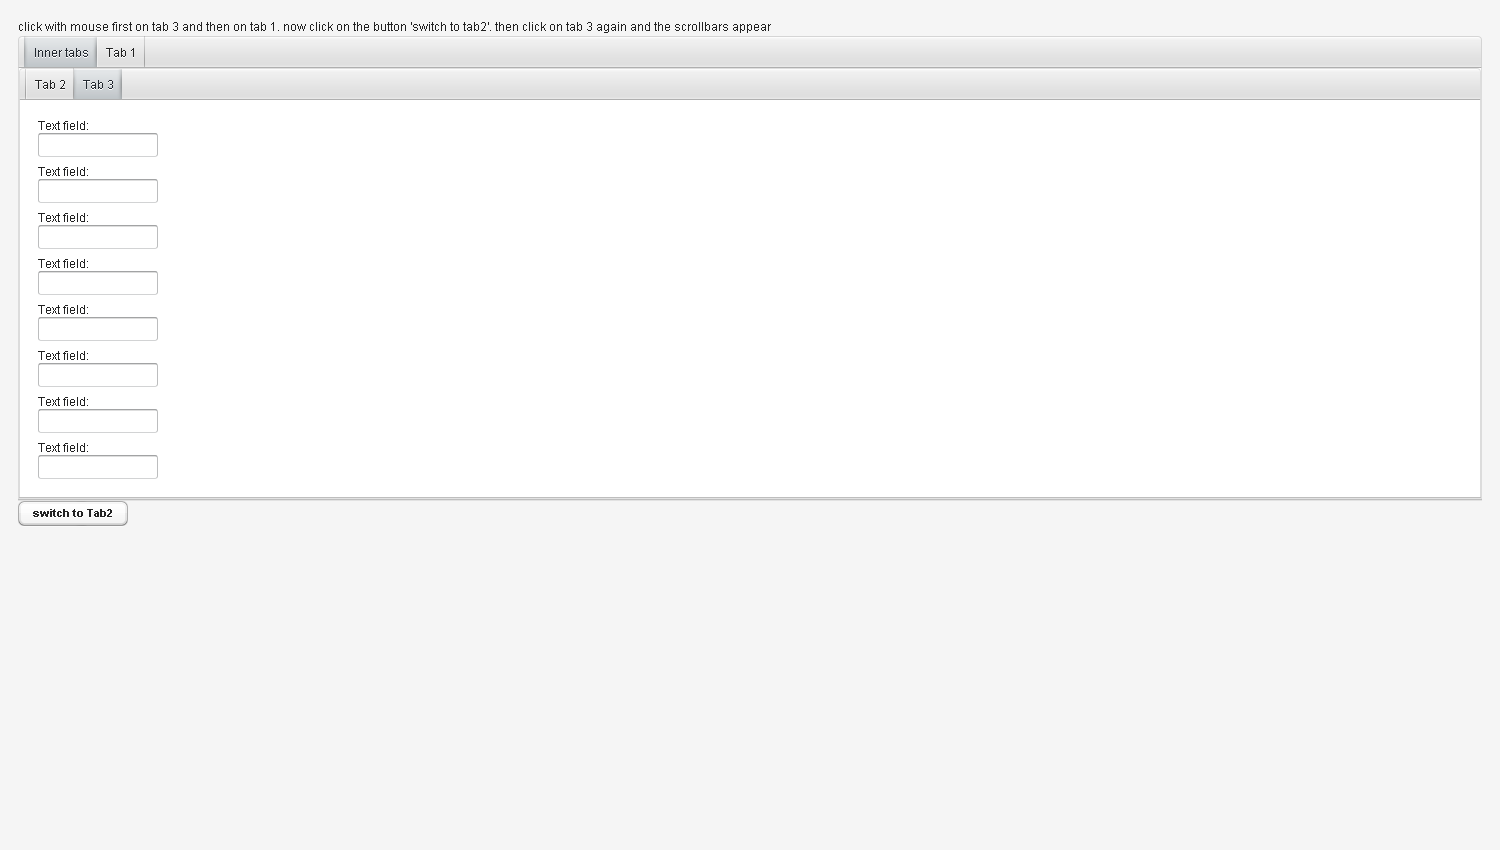 click with mouse first on tab 3 and then on tab 1. now click on the button 'switch to tab2'. then click on tab 3 again and the scrollbars appear
Inner tabs Tab 1
Tab 2 Tab 3
Text field:
Text field:
Text field:
Text field:
Text field:
Text field:
Text field:
Text field:
switch to Tab2